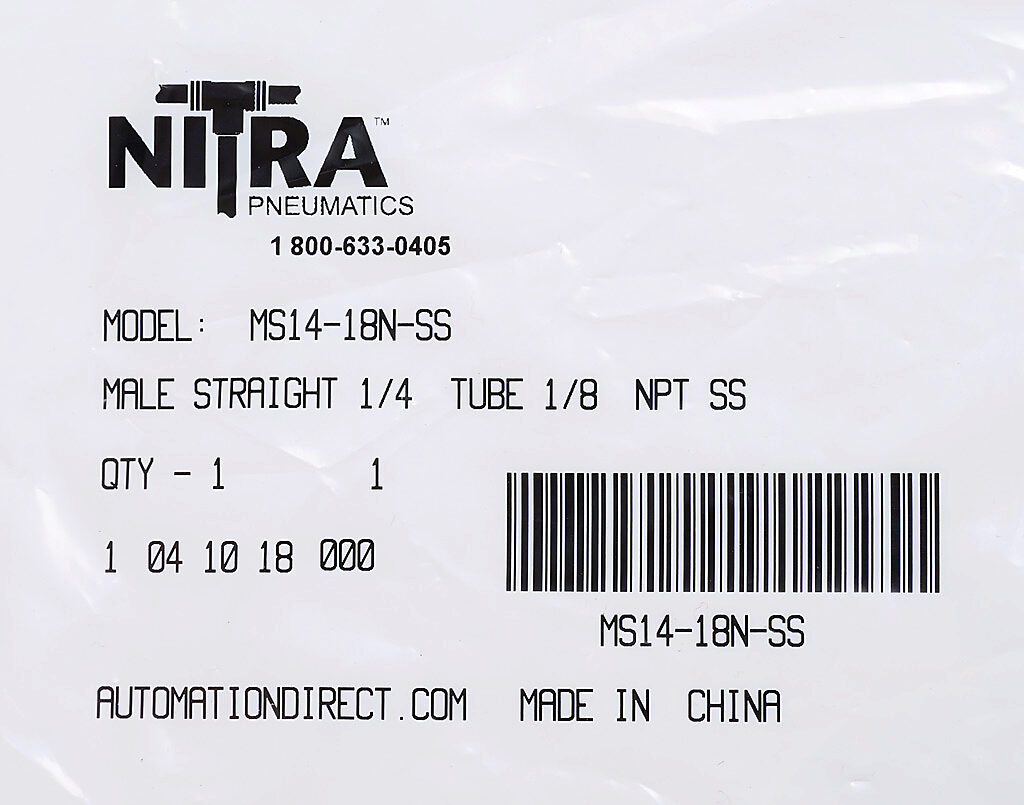 NITRA™
PNEUMATICS
1 800-633-0405
MODEL: MS14-18N-SS
MALE STRAIGHT 1/4 TUBE 1/8 NPT SS
QTY - 1 1
1 04 10 18 000
MS14-18N-SS
AUTOMATIONDIRECT.COM MADE IN CHINA